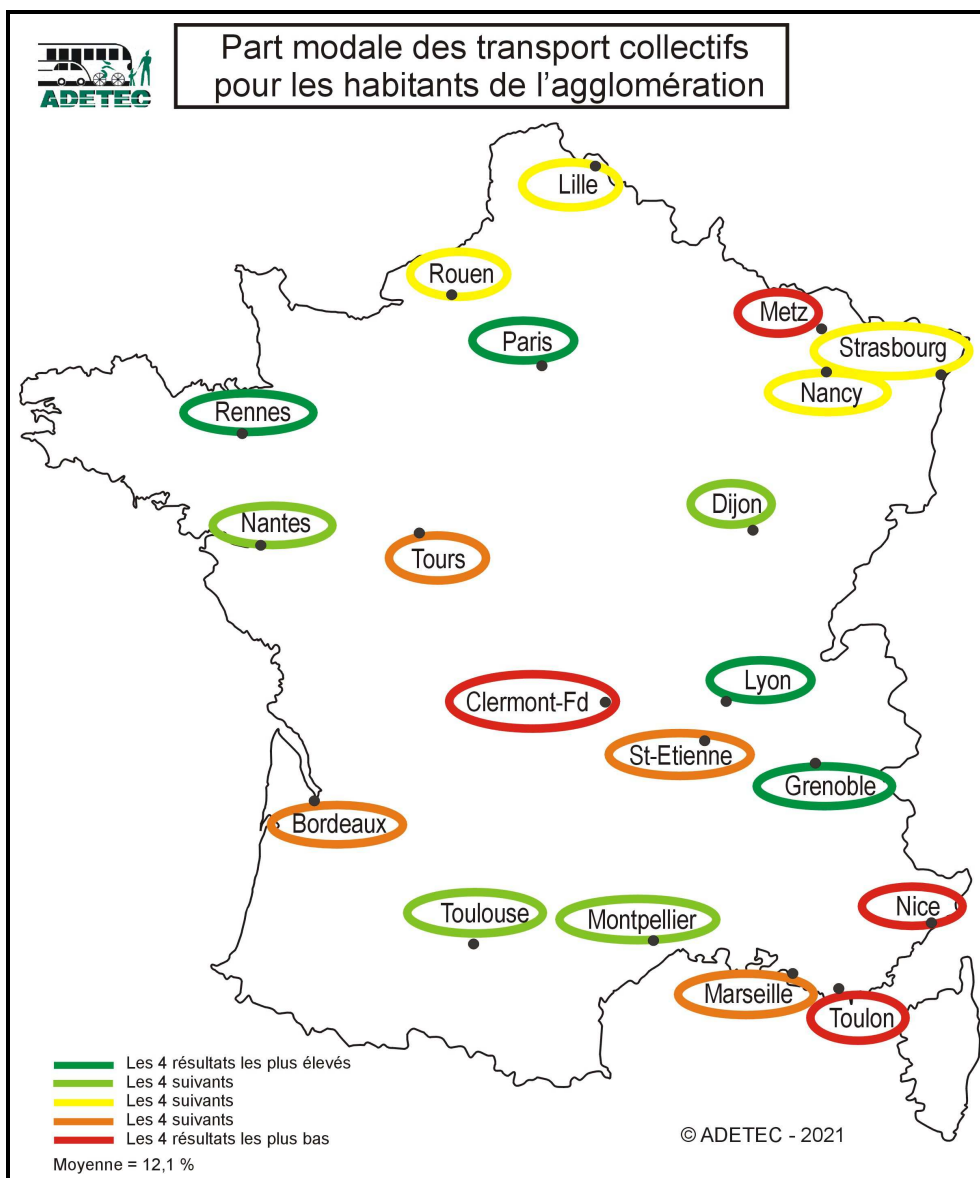 ADETEC
Part modale des transport collectifs
pour les habitants de l'agglomération
Lille
Rouen
Metz
Paris
Strasbourg
Nancy
Rennes
Dijon
Nantes
Tours
Lyon
Clermont-Fd
St-Etienne
Grenoble
Bordeaux
Nice
Toulouse
Montpellier
Marseille
Toulon
Les 4 résultats les plus élevés
Les 4 suivants
Les 4 suivants
Les 4 suivants
Les 4 résultats les plus bas
© ADETEC - 2021
Moyenne = 12,1 %